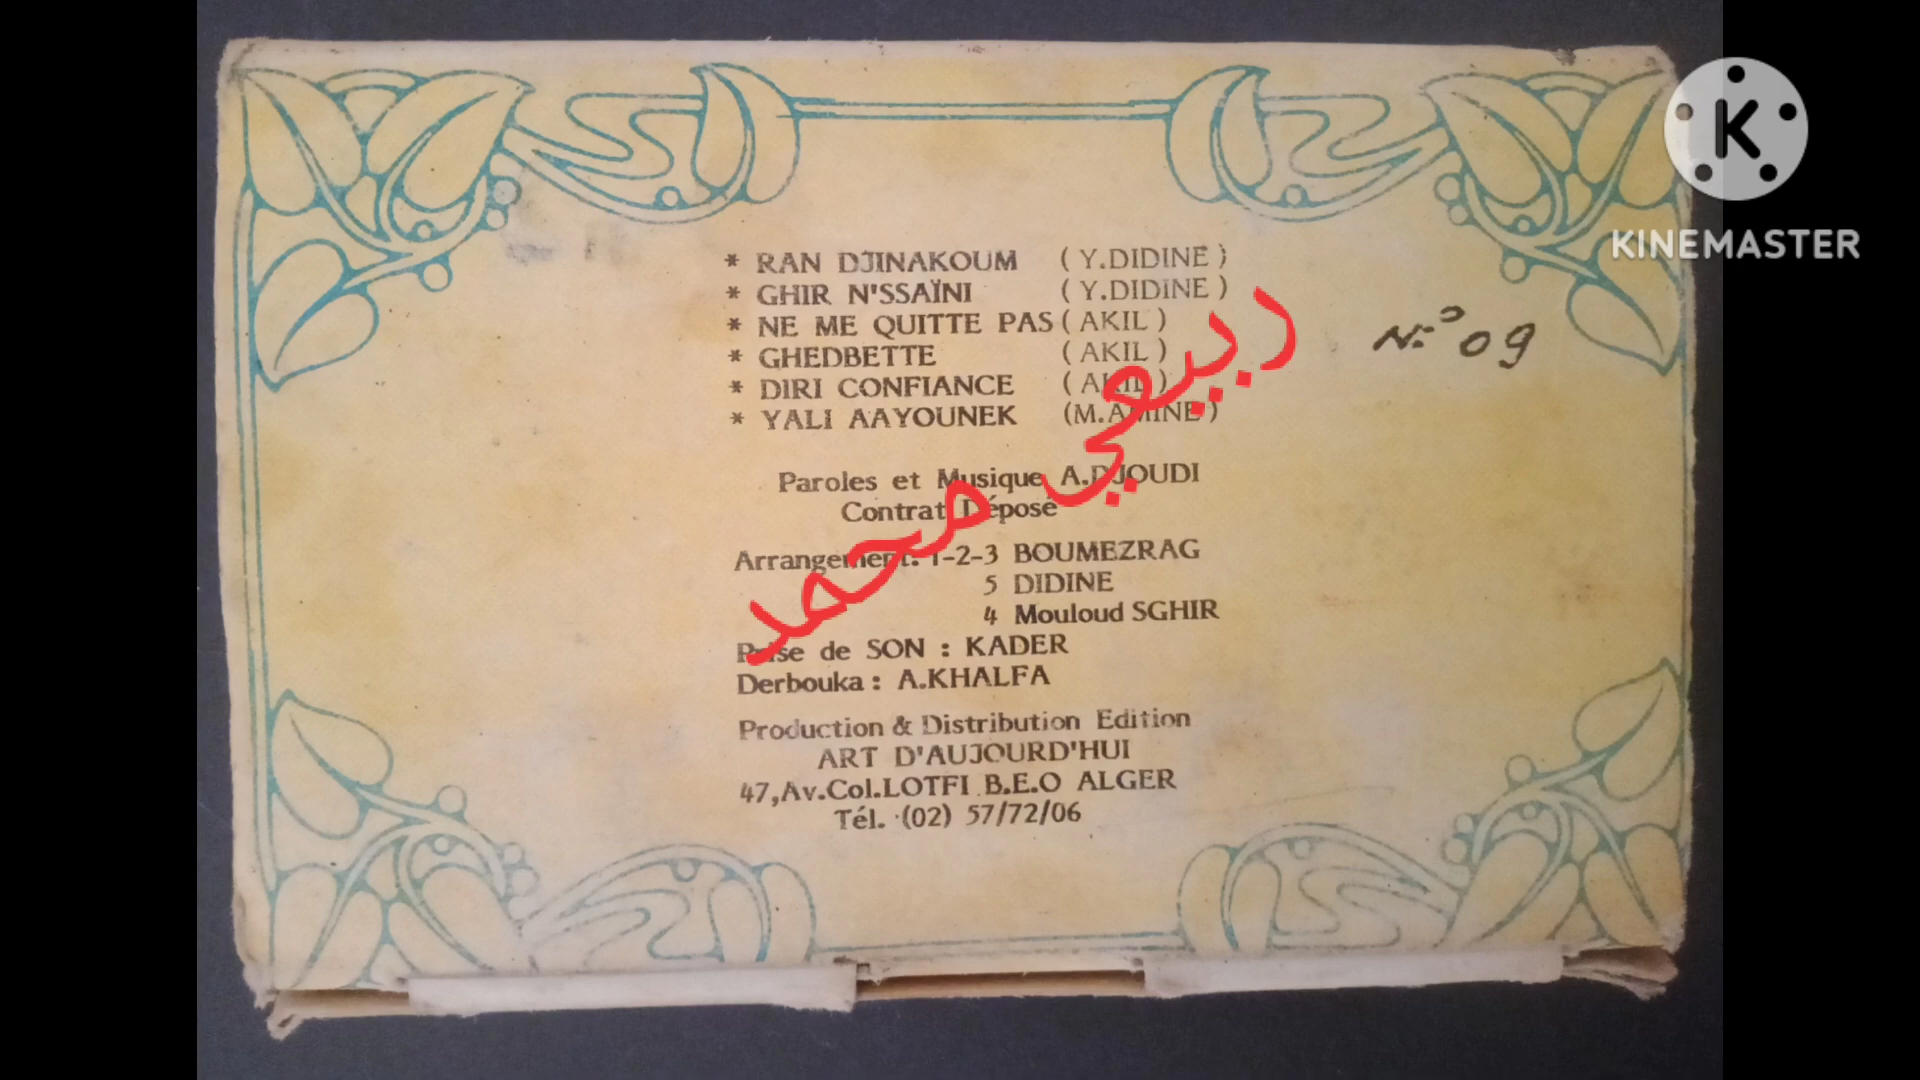 * RAN DJINAKOUM ( Y.DIDINE )
* GHIR N'SSAÏNI ( Y.DIDINE )
* NE ME QUITTE PAS ( AKIL )
* GHEDBETTE ( AKIL )
* DIRI CONFIANCE ( AKIL )
* YALI AAYOUNEK (M.AMINE )
N° 09
Paroles et Musique A.DJOUDI
Contrat Déposé
Arrangement. 1-2-3 BOUMEZRAG
5 DIDINE
4 Mouloud SGHIR
Prise de SON : KADER
Derbouka : A.KHALFA
Production & Distribution Edition
ART D'AUJOURD'HUI
47,Av.Col.LOTFI B.E.O ALGER
Tél. (02) 57/72/06
ربيعي محمد
KINEMASTER